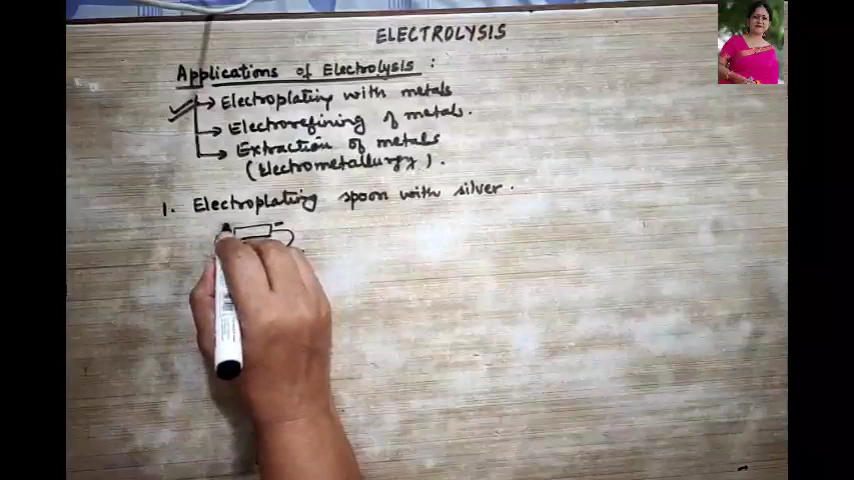 ELECTROLYSIS
Applications of Electrolysis :
Electroplating with metals
Electrorefining of metals.
Extraction of metals
(Electrometallurgy).
1. Electroplating spoon with silver.